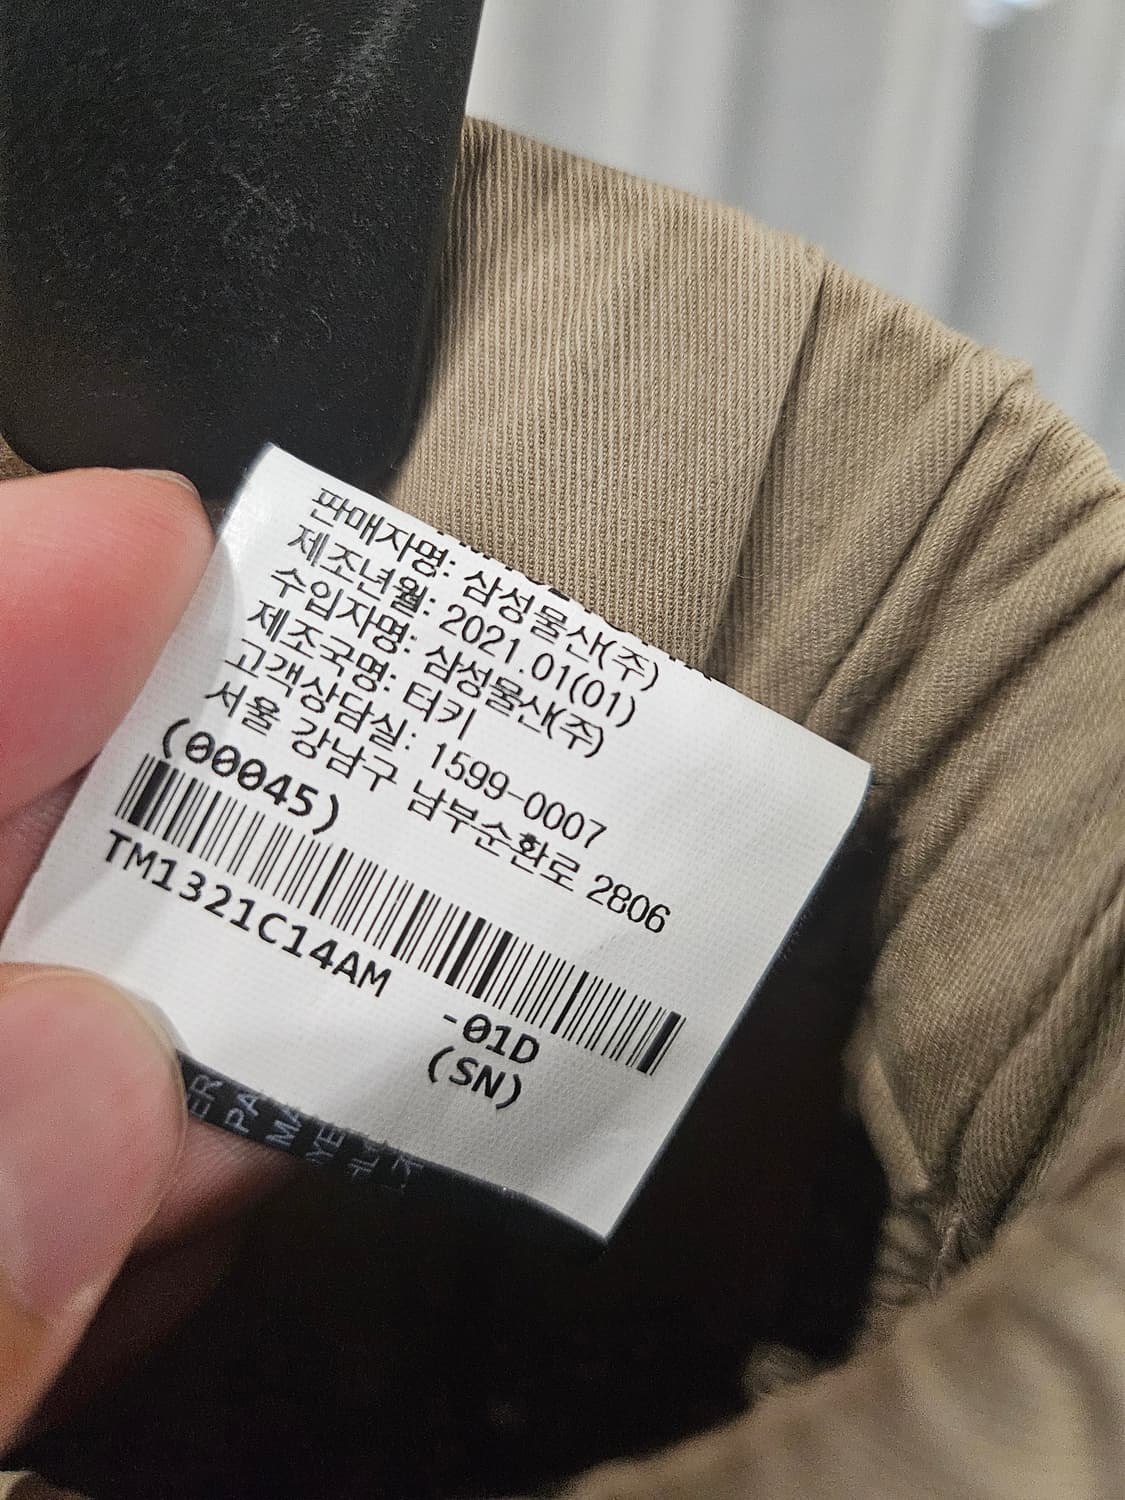 판매자명: 삼성물산(주)
제조년월: 2021.01(01)
수입자명: 삼성물산(주)
제조국명: 터키
고객상담실: 1599-0007
서울 강남구 남부순환로 2806
(00045)
TM1321C14AM
-01D
(SN)